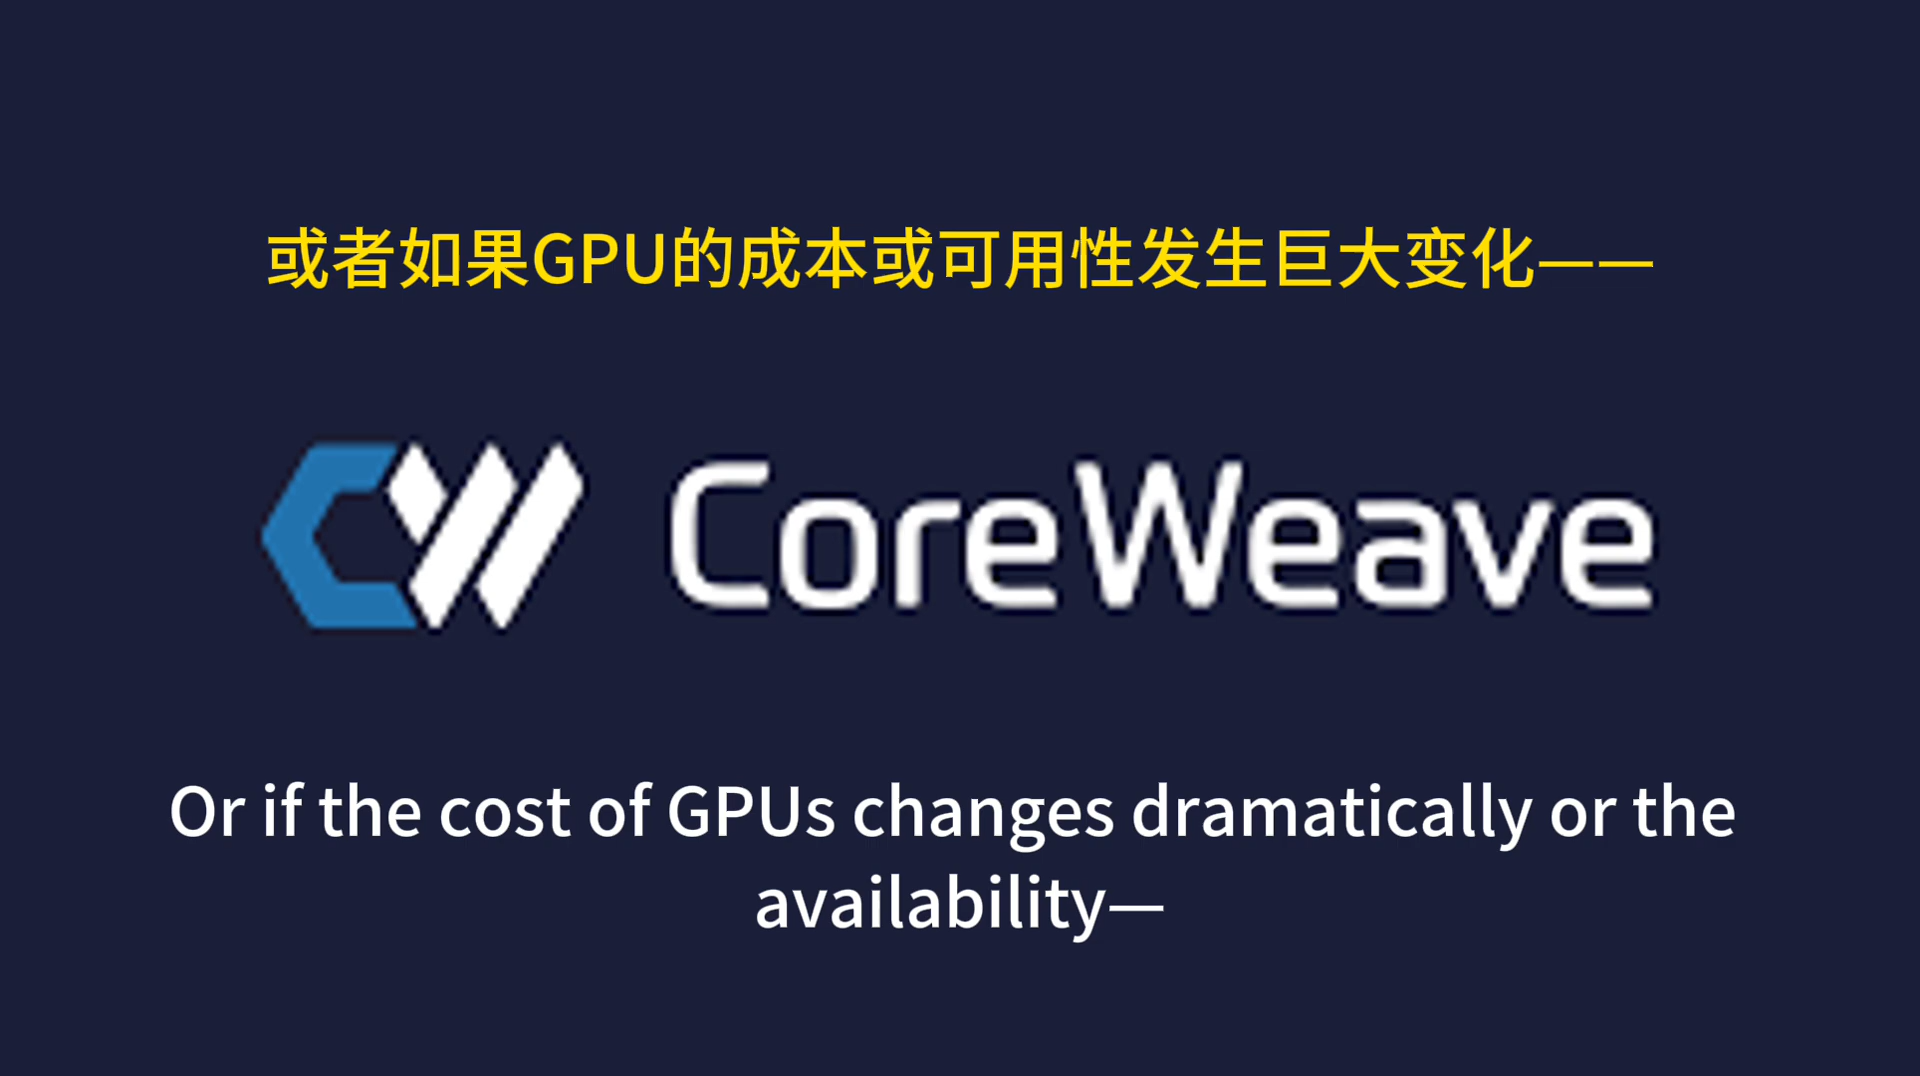 或者如果GPU的成本或可用性发生巨大变化——
CoreWeave
Or if the cost of GPUs changes dramatically or the
availability—